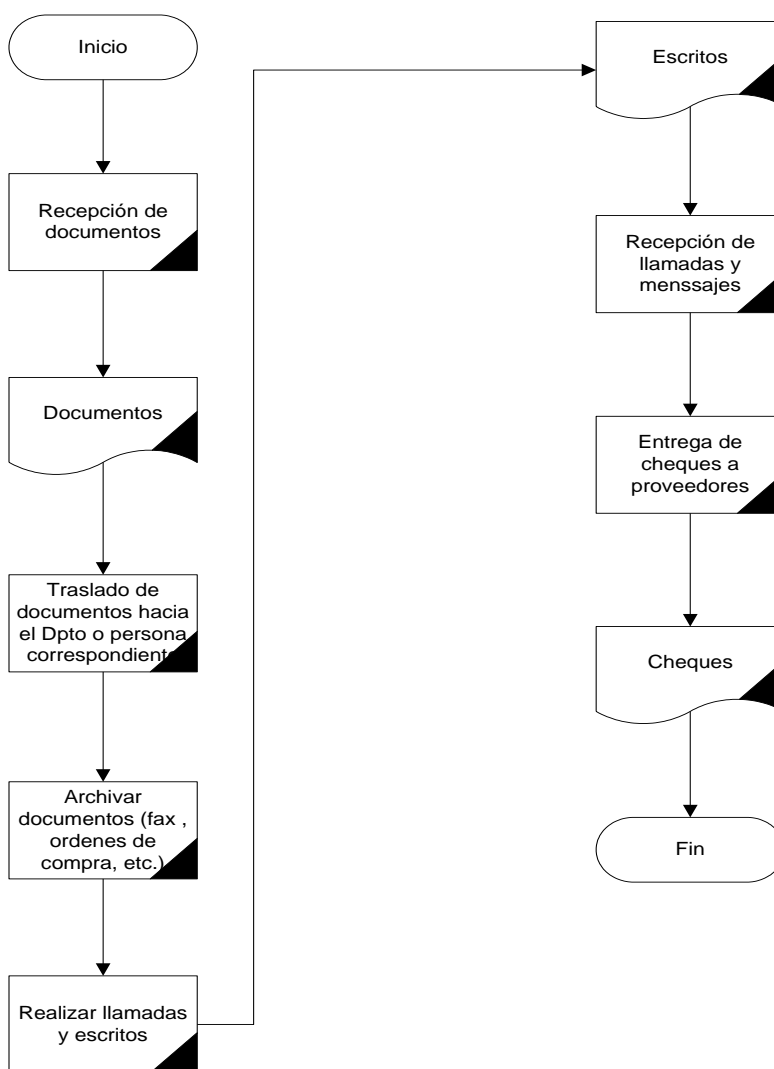 Inicio
Recepción de
documentos
Documentos
Traslado de
documentos hacia
el Dpto o persona
correspondiente
Archivar
documentos (fax ,
ordenes de
compra, etc.)
Realizar llamadas
y escritos
Escritos
Recepción de
llamadas y
menssajes
Entrega de
cheques a
proveedores
Cheques
Fin